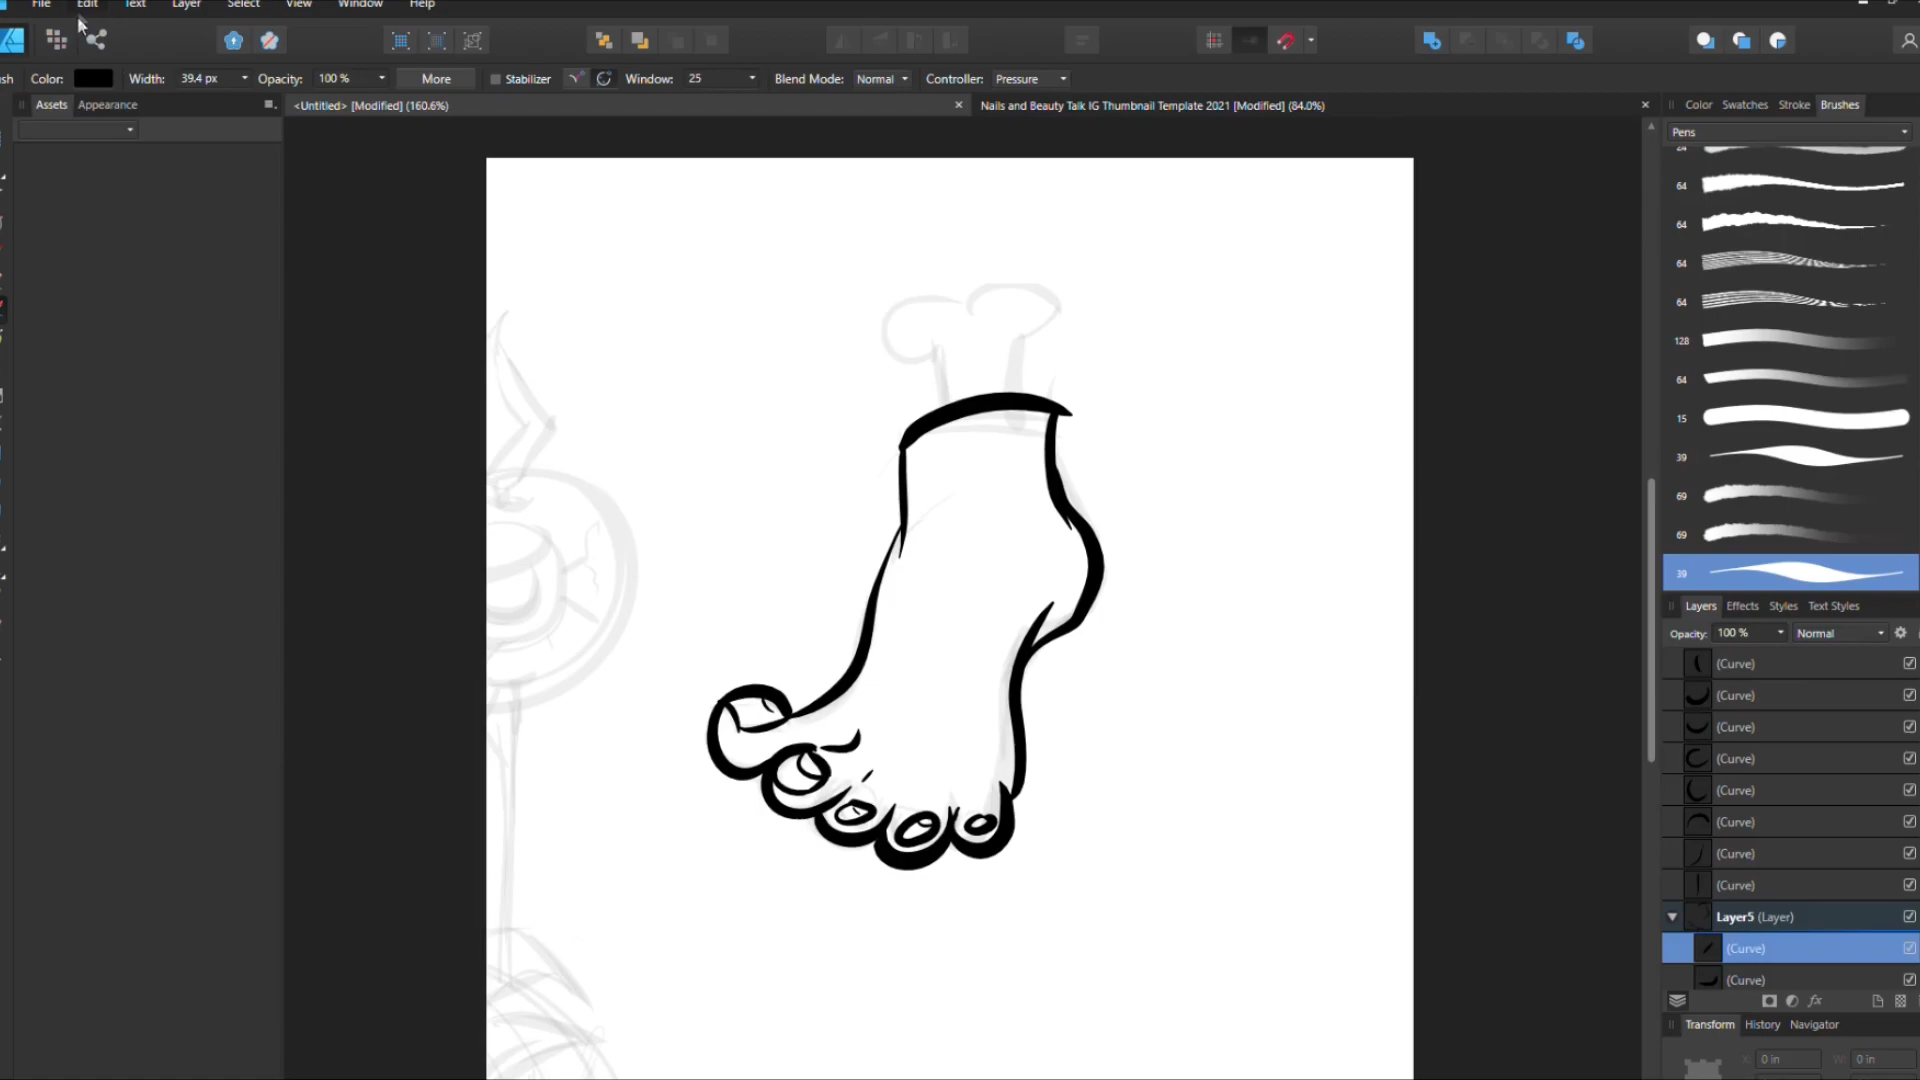 File Edit Text Layer Select View Window Help
Color: Width: 39.4 px Opacity: 100 % More Stabilizer Window: 25 Blend Mode: Normal Controller: Pressure
Assets Appearance
<Untitled> [Modified] (160.6%)
Nails and Beauty Talk IG Thumbnail Template 2021 [Modified] (84.0%)
Color Swatches Stroke Brushes
Pens
24
64
64
64
64
128
64
15
39
69
69
39
Layers Effects Styles Text Styles
Opacity: 100 % Normal
(Curve)
(Curve)
(Curve)
(Curve)
(Curve)
(Curve)
(Curve)
(Curve)
Layer5 (Layer)
(Curve)
(Curve)
fx
Transform History Navigator
X: 0 in W: 0 in